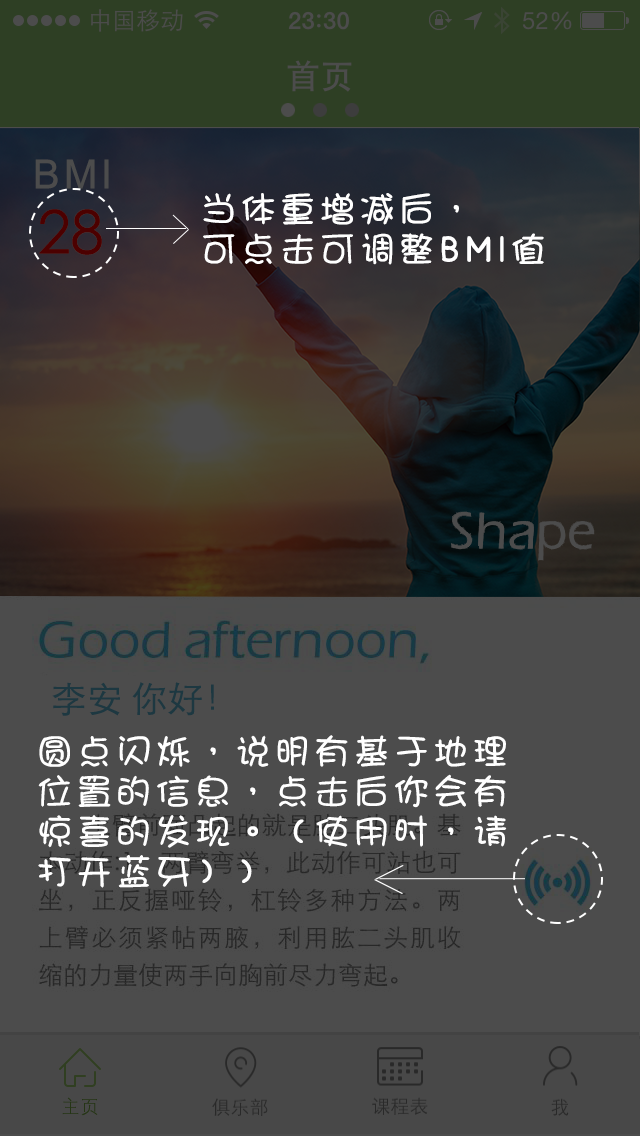 中国移动
23:30
52%
首页
BMI
28
当体重增减后，
可点击可调整BMI值
Shape
Good afternoon,
李安 你好！
圆点闪烁，说明有基于地理
位置的信息，点击后你会有
惊喜的发现。（使用时，请
打开蓝牙））
此动作可站也可
坐，正反握哑铃，杠铃多种方法。两
上臂必须紧帖两腋，利用肱二头肌收
缩的力量使两手向胸前尽力弯起。
主页
俱乐部
课程表
我